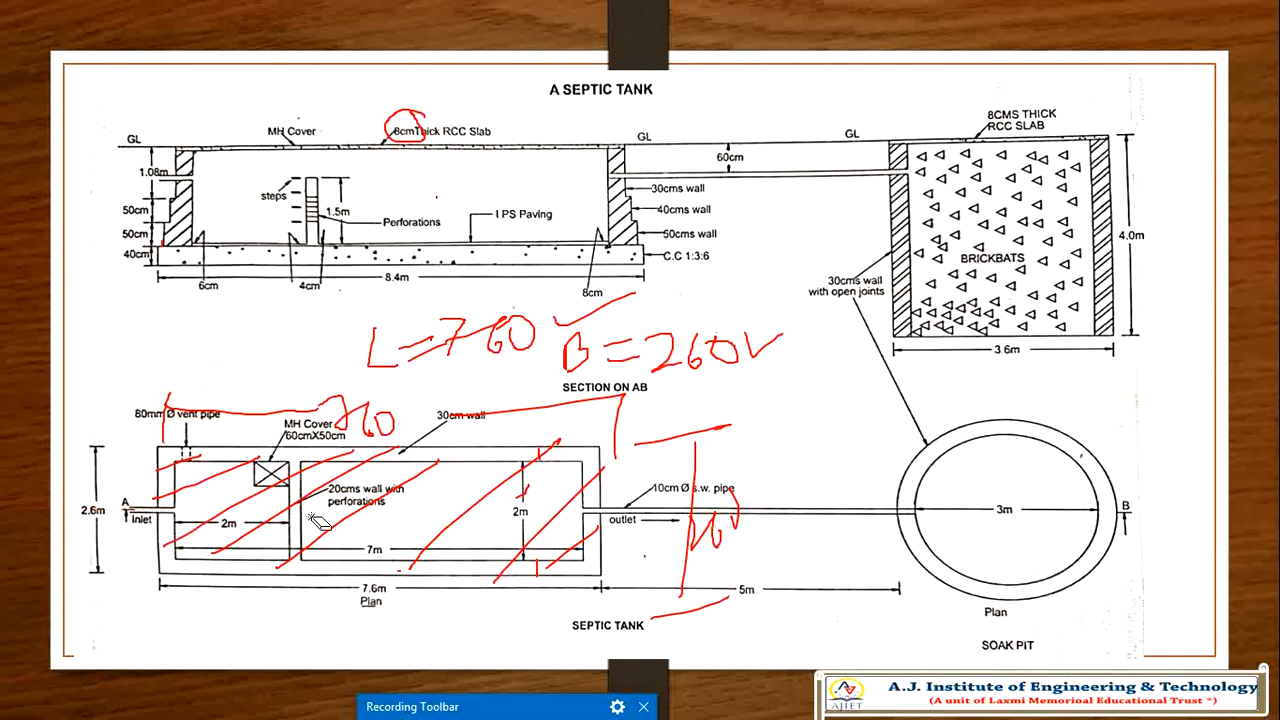 A SEPTIC TANK
GL
MH Cover
8cmThick RCC Slab
GL
GL
8CMS THICK
RCC SLAB
60cm
1.08m
steps
30cms wall
50cm
1.5m
Perforations
I PS Paving
40cms wall
50cm
50cms wall
4.0m
40cm
C.C 1:3:6
8.4m
BRICKBATS
6cm
4cm
8cm
30cms wall
with open joints
3.6m
L=760
B=260
SECTION ON AB
80mm Ø vent pipe
760
30cm wall
MH Cover
60cmX50cm
20cms wall with
perforations
10cm Ø s.w. pipe
A
B
2.6m
2m
2m
3m
Inlet
outlet
260
7m
7.6m
5m
Plan
Plan
SEPTIC TANK
SOAK PIT
Recording Toolbar
AJIET
A.J. Institute of Engineering & Technology
(A unit of Laxmi Memorioal Educational Trust ®)